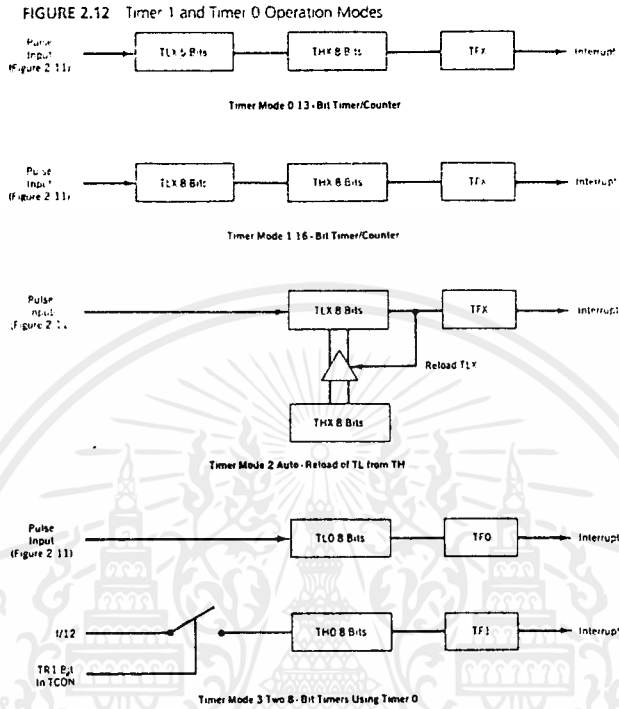 FIGURE 2.12 Timer 1 and Timer 0 Operation Modes
Pulse
Input
(Figure 2.11)
TLX 5 Bits
THX 8 Bits
TFX
Interrupt
Timer Mode 0 13-Bit Timer/Counter
Pulse
Input
(Figure 2.11)
TLX 8 Bits
THX 8 Bits
TFX
Interrupt
Timer Mode 1 16-Bit Timer/Counter
Pulse
Input
(Figure 2.1
TLX 8 Bits
TFX
Interrupt
Reload TLX
THX 8 Bits
Timer Mode 2 Auto-Reload of TL from TH
Pulse
Input
(Figure 2.11)
TL0 8 Bits
TF0
Interrupt
f/12
TH0 8 Bits
TF1
Interrupt
TR1 Bit
In TCON
Timer Mode 3 Two 8-Bit Timers Using Timer 0